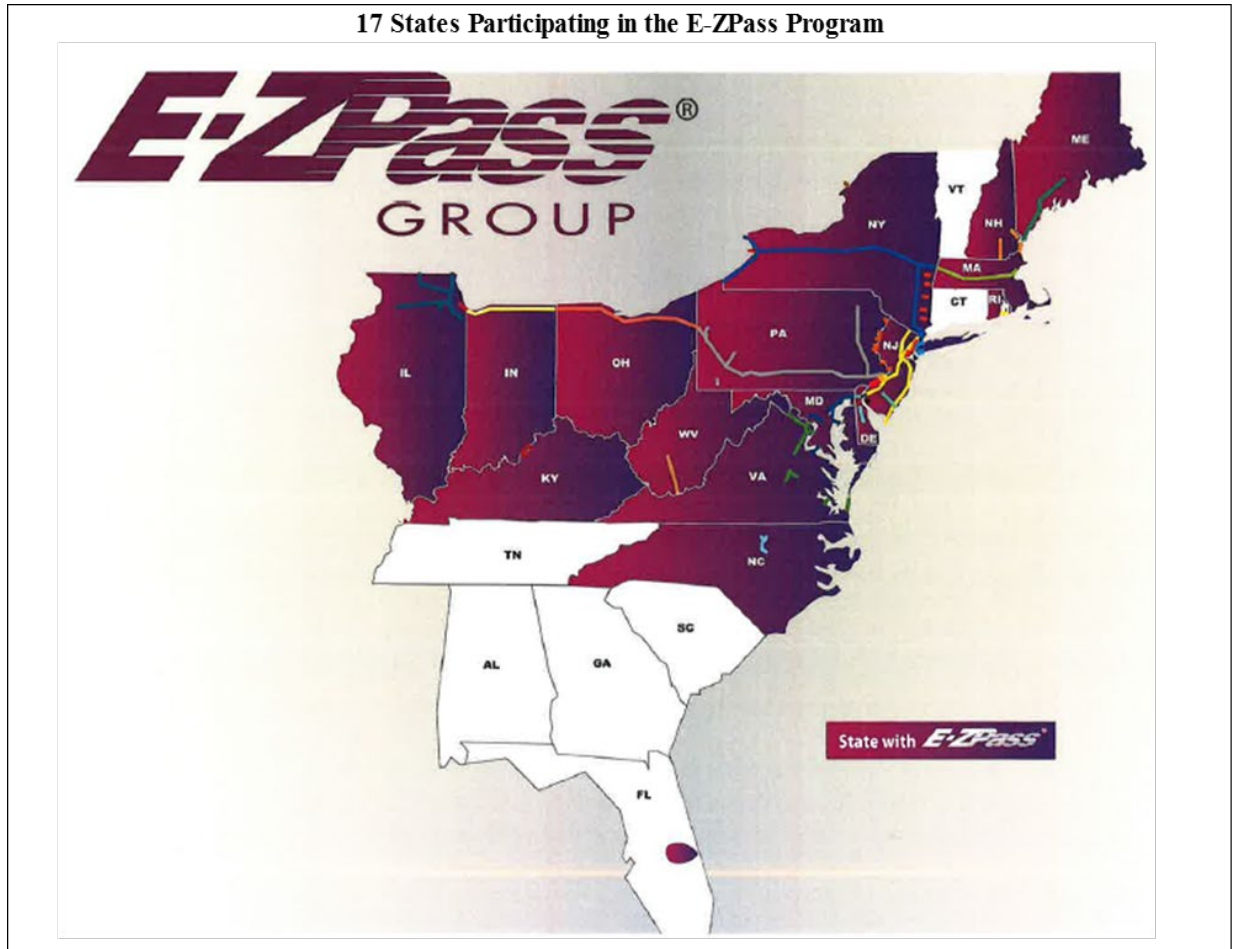 17 States Participating in the E-ZPass Program
E-ZPass®
GROUP
ME
VT
NH
NY
MA
CT
RI
PA
NJ
IL
IN
OH
MD
DE
WV
VA
KY
TN
NC
SC
AL
GA
State with E-ZPass
FL